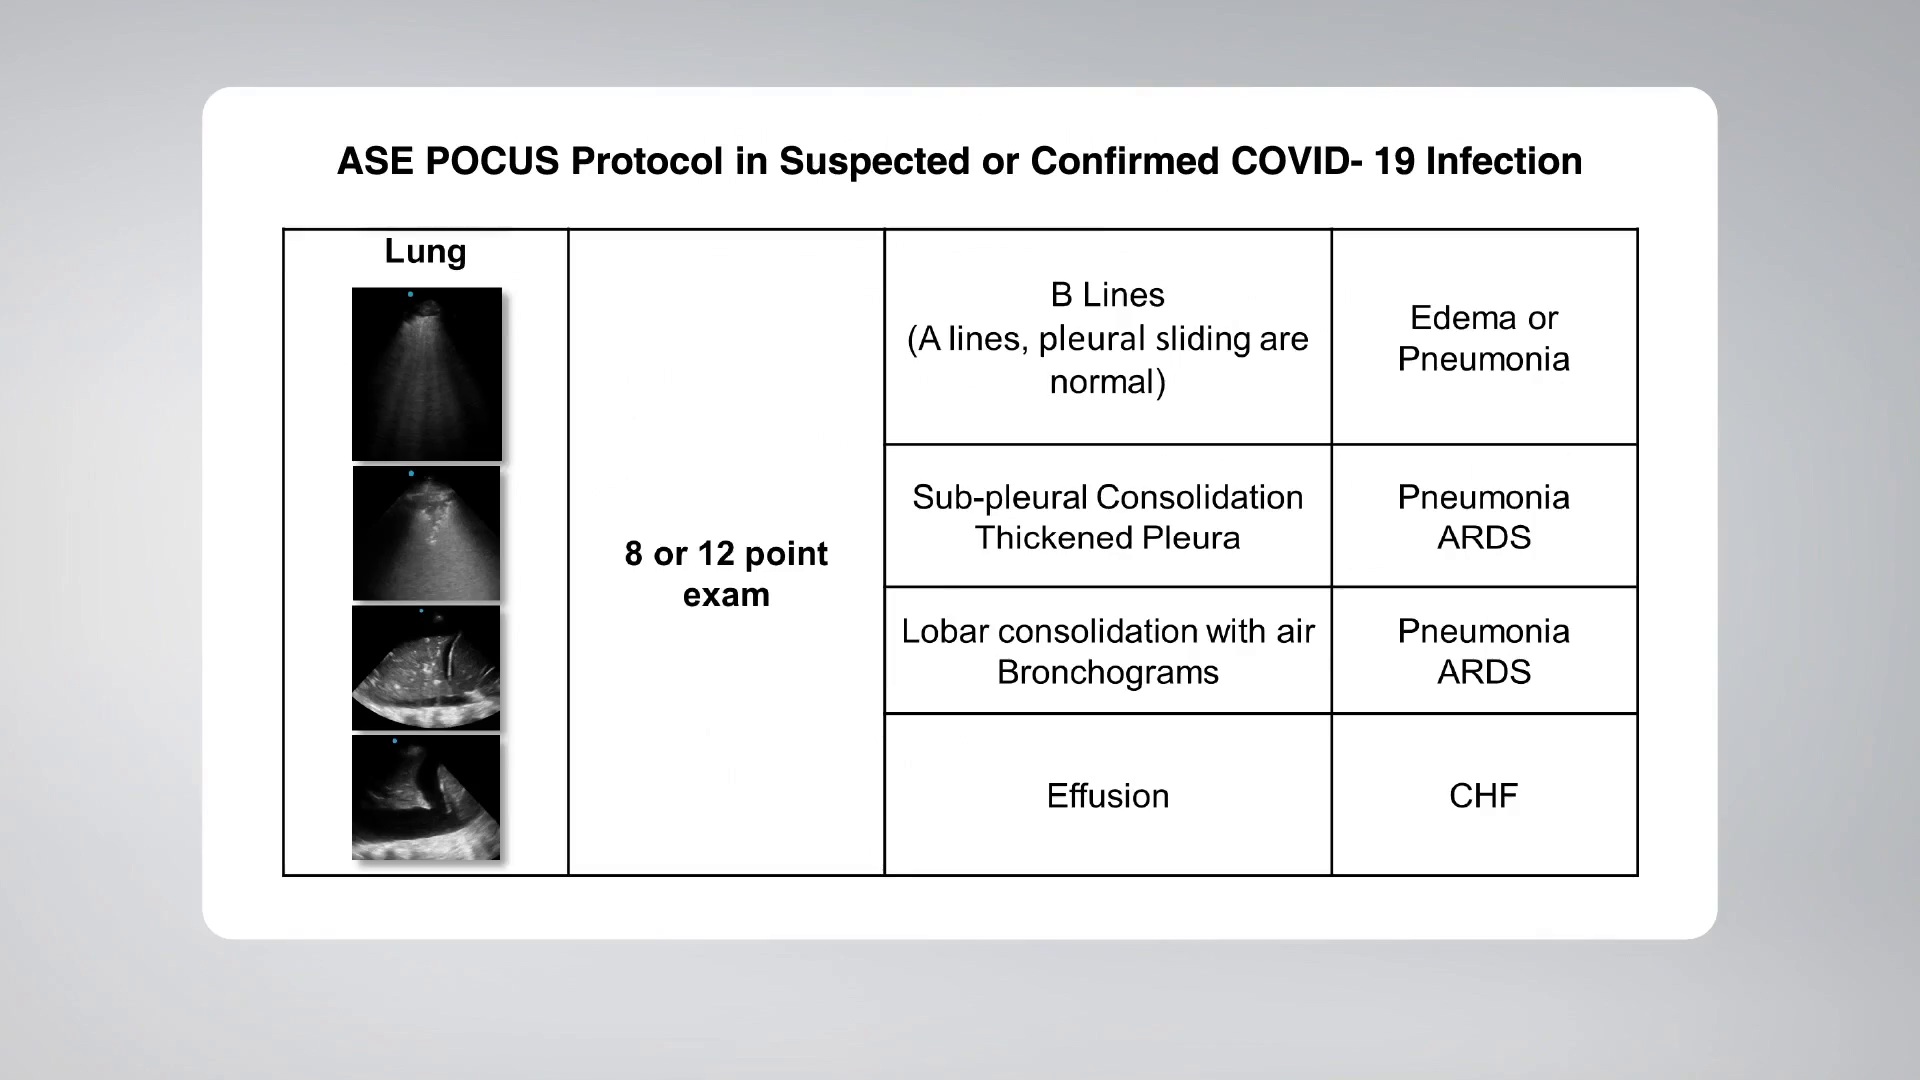 ASE POCUS Protocol in Suspected or Confirmed COVID- 19 Infection
Lung
8 or 12 point
exam
B Lines
(A lines, pleural sliding are
normal)
Edema or
Pneumonia
Sub-pleural Consolidation
Thickened Pleura
Pneumonia
ARDS
Lobar consolidation with air
Bronchograms
Pneumonia
ARDS
Effusion
CHF